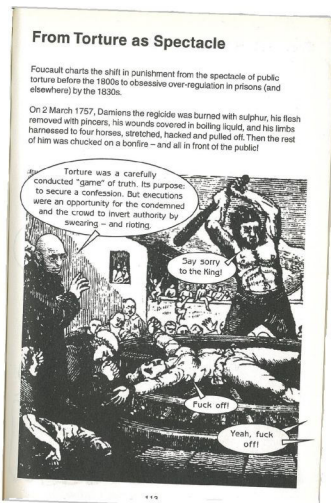 From Torture as Spectacle
Foucault charts the shift in punishment from the spectacle of public
torture before the 1800s to obsessive over-regulation in prisons (and
elsewhere) by the 1830s.
On 2 March 1757, Damiens the regicide was burned with sulphur, his flesh
removed with pincers, his wounds covered in boiling liquid, and his limbs
harnessed to four horses, stretched, hacked and pulled off. Then the rest
of him was chucked on a bonfire – and all in front of the public!
Torture was a carefully
conducted "game" of truth. Its purpose:
to secure a confession. But executions
were an opportunity for the condemned
and the crowd to invert authority by
swearing – and rioting.
Say sorry
to the King!
Fuck off!
Yeah, fuck
off!